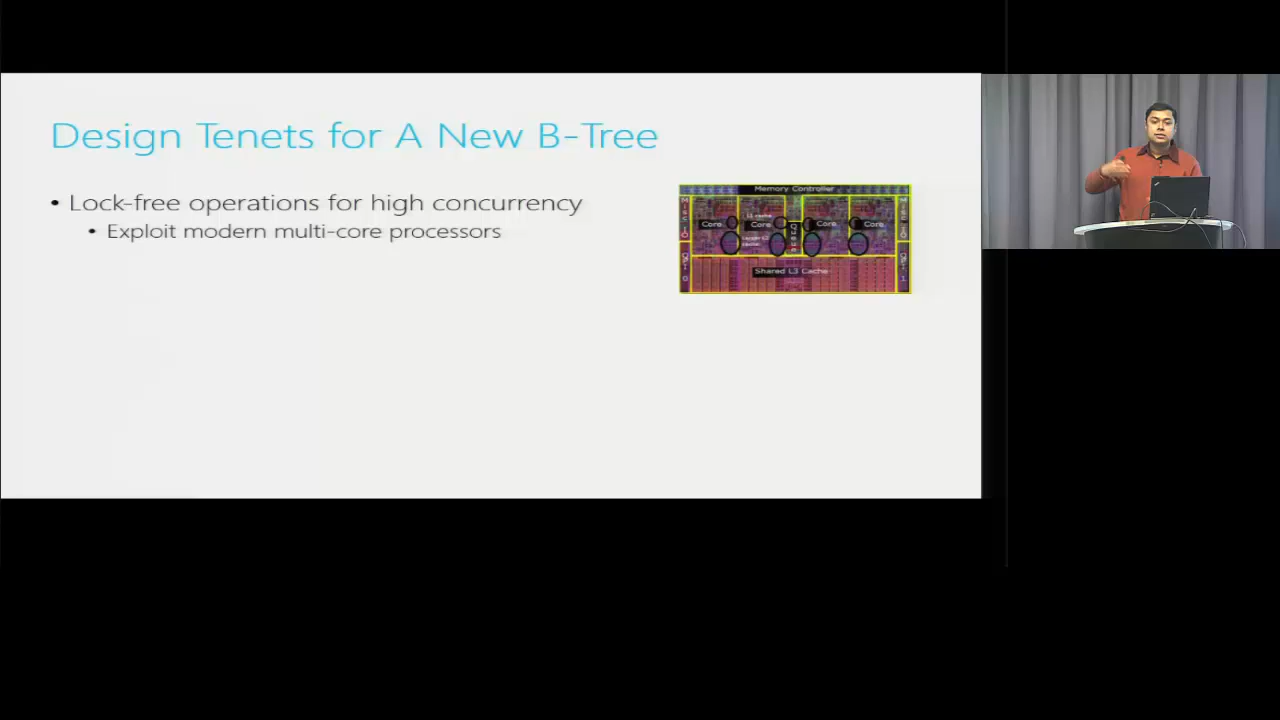 Design Tenets for A New B-Tree
• Lock-free operations for high concurrency
• Exploit modern multi-core processors
Memory Controller
Core
Core
Core
Core
Shared L3 Cache